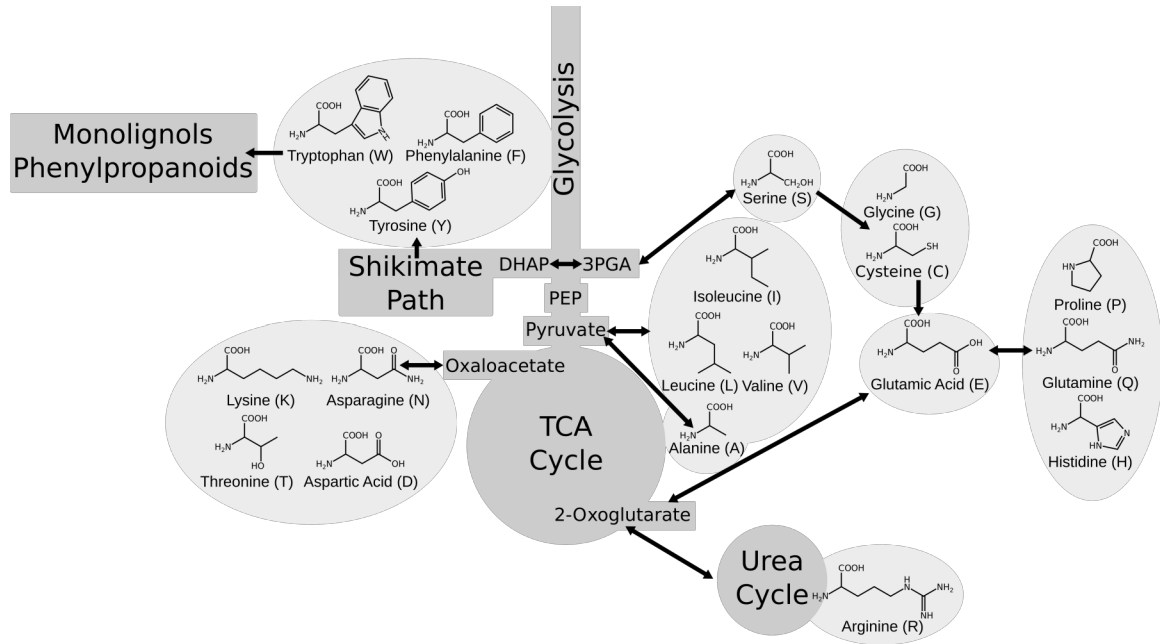 Glycolysis
Monolignols
Phenylpropanoids
COOH
H₂N
N
H
Tryptophan (W)
COOH
H₂N
Phenylalanine (F)
COOH
H₂N
OH
Tyrosine (Y)
Shikimate
Path
DHAP
3PGA
PEP
Pyruvate
Oxaloacetate
TCA
Cycle
2-Oxoglutarate
COOH
H₂N
CH₂OH
Serine (S)
H₂N
COOH
Glycine (G)
COOH
H₂N
SH
Cysteine (C)
COOH
H₂N
Isoleucine (I)
COOH
H₂N
Leucine (L)
COOH
H₂N
Valine (V)
COOH
H₂N
Alanine (A)
COOH
H₂N
OH
O
Glutamic Acid (E)
COOH
HN
Proline (P)
COOH
H₂N
NH₂
O
Glutamine (Q)
COOH
H₂N
N
HN
Histidine (H)
COOH
H₂N
NH₂
Lysine (K)
COOH
O
H₂N
NH₂
Asparagine (N)
COOH
H₂N
HO
Threonine (T)
COOH
O
H₂N
OH
Aspartic Acid (D)
Urea
Cycle
COOH
H₂N
H
N
NH₂
NH
Arginine (R)